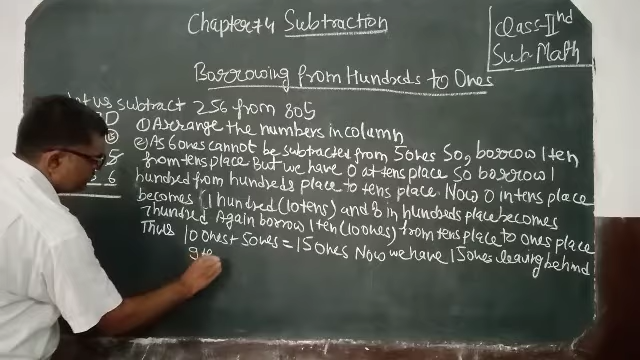 Chapter-4 Subtraction
Class-IInd
Sub-Math
Borrowing from Hundreds to Ones
let us subtract 256 from 805
① Arrange the numbers in column
② As 6 ones cannot be subtracted from 5 ones So, borrow 1 ten
from tens place But we have 0 at tens place So borrow 1
hundred from hundreds place to tens place Now 0 in tens place
becomes 1 hundred (10 tens) and 8 in hundreds place becomes
7 hundred Again borrow 1 ten (10 ones) from tens place to ones place
Thus 10 ones + 5 ones = 15 ones Now we have 15 ones leaving behind
9 te